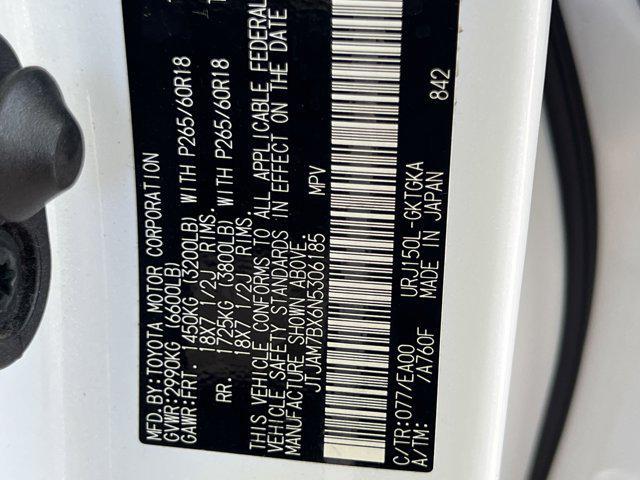 MFD. BY:TOYOTA MOTOR CORPORATION
GVWR:2990KG (6600LB)
GAWR:FRT. 1450KG (3200LB) WITH P265/60R18
18X7 1/2J RIMS.
RR. 1725KG (3800LB) WITH P265/60R18
18X7 1/2J RIMS.
THIS VEHICLE CONFORMS TO ALL APPLICABLE FEDERAL
VEHICLE SAFETY STANDARDS IN EFFECT ON THE DATE
MANUFACTURE SHOWN ABOVE.
JTJAM7BX6N5306185 MPV
C/TR:077/EA00 URJ150L-GKTGKA
A/TM: /A760F MADE IN JAPAN
842